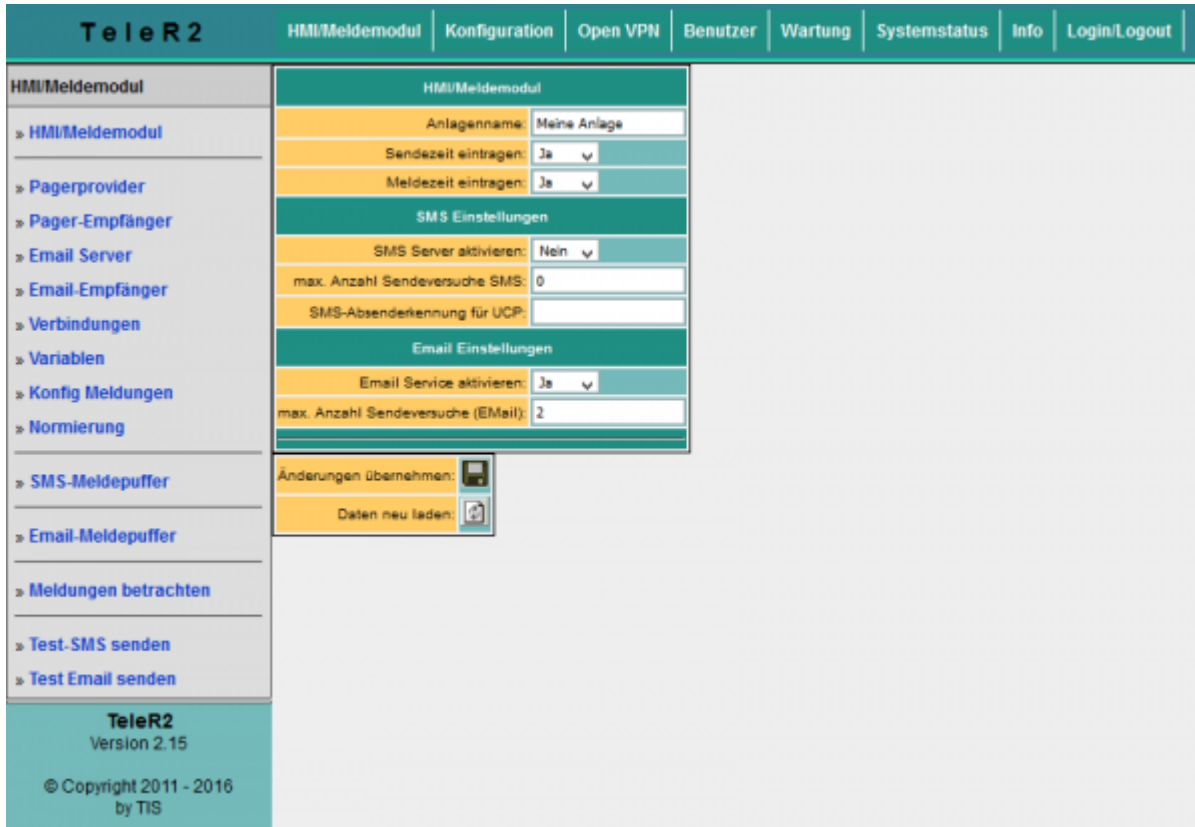 TeleR2
HMI/Meldemodul Konfiguration Open VPN Benutzer Wartung Systemstatus Info Login/Logout
HMI/Meldemodul
» HMI/Meldemodul
» Pagerprovider
» Pager-Empfänger
» Email Server
» Email-Empfänger
» Verbindungen
» Variablen
» Konfig Meldungen
» Normierung
» SMS-Meldepuffer
» Email-Meldepuffer
» Meldungen betrachten
» Test-SMS senden
» Test Email senden
TeleR2
Version 2.15
© Copyright 2011 - 2016
by TIS
HMI/Meldemodul
Anlagenname: Meine Anlage
Sendezeit eintragen: Ja
Meldezeit eintragen: Ja
SMS Einstellungen
SMS Server aktivieren: Nein
max. Anzahl Sendeversuche SMS: 0
SMS-Absenderkennung für UCP:
Email Einstellungen
Email Service aktivieren: Ja
max. Anzahl Sendeversuche (EMail): 2
Änderungen übernehmen:
Daten neu laden: